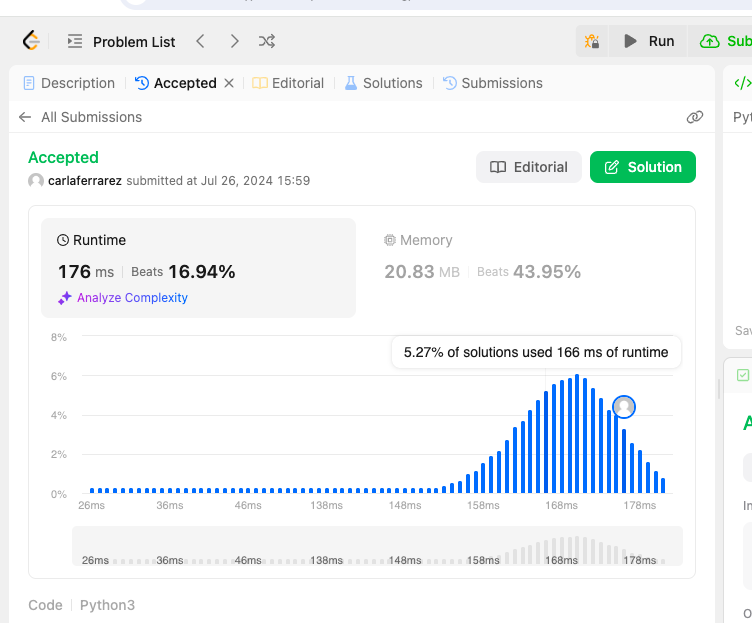 Problem List
Run
Sub
Description
Accepted
Editorial
Solutions
Submissions
All Submissions
Accepted
carlaferrarez submitted at Jul 26, 2024 15:59
Editorial
Solution
Runtime
176 ms Beats 16.94%
Analyze Complexity
Memory
20.83 MB Beats 43.95%
5.27% of solutions used 166 ms of runtime
8%
6%
4%
2%
0%
26ms 36ms 46ms 138ms 148ms 158ms 168ms 178ms
26ms 36ms 46ms 138ms 148ms 158ms 168ms 178ms
Code Python3